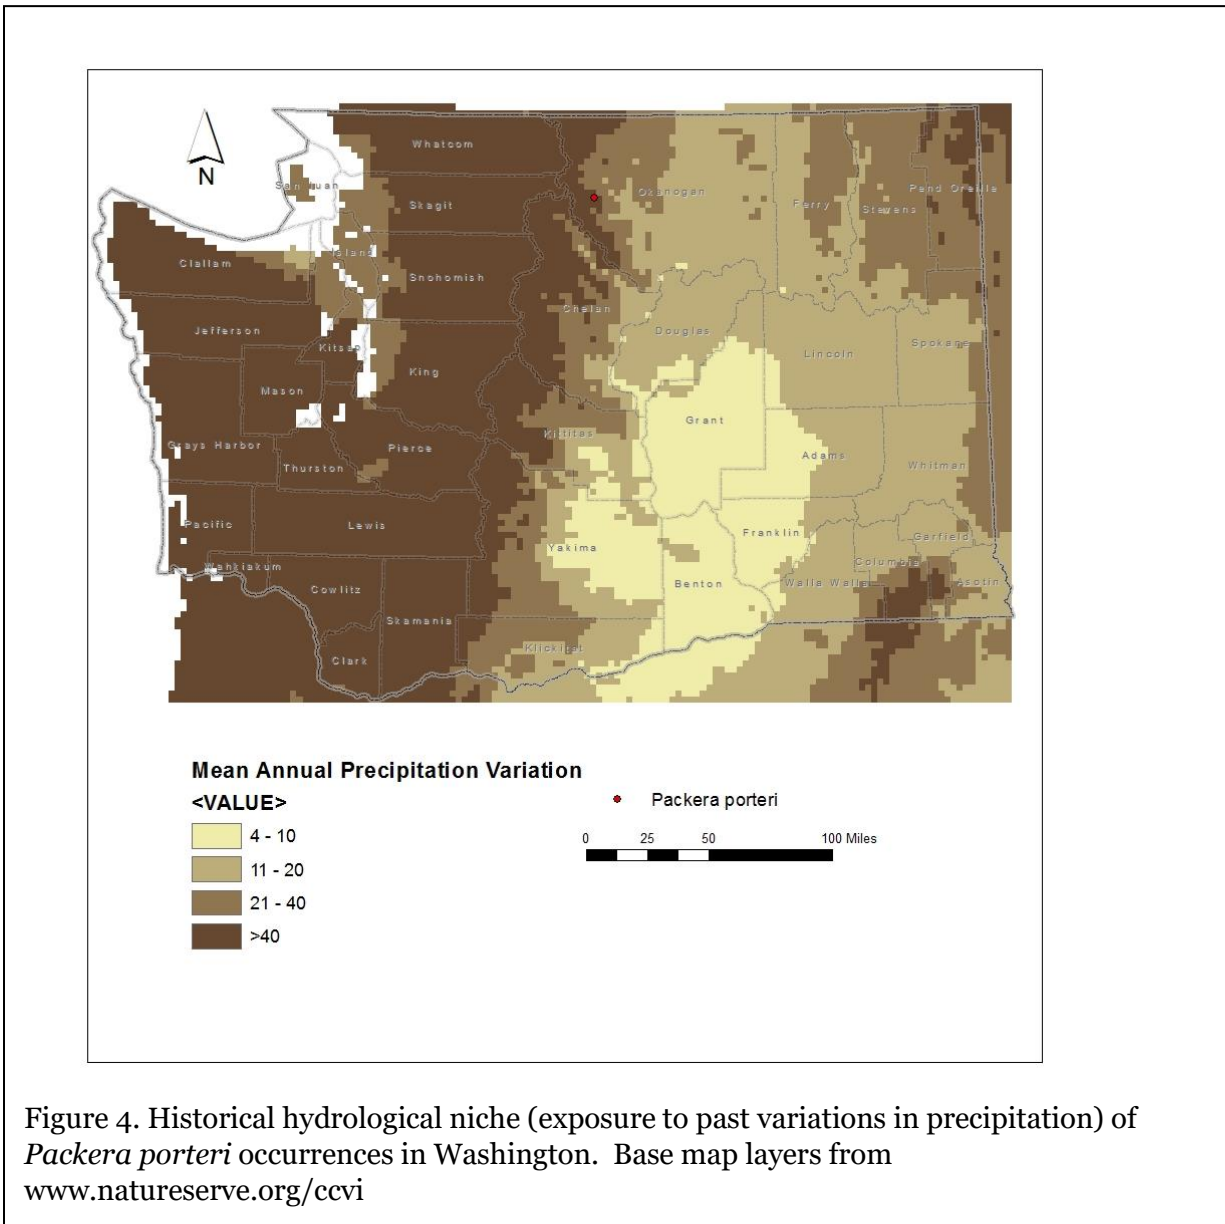 N
Whatcom
San Juan
Okanogan
Pend Oreille
Skagit
Ferry
Stevens
Island
Clallam
Snohomish
Chelan
Jefferson
Douglas
Kitsap
Lincoln
Spokane
King
Mason
Grant
Kittitas
Grays Harbor
Pierce
Adams
Thurston
Whitman
Pacific
Lewis
Franklin
Garfield
Yakima
Columbia
Wahkiakum
Benton
Walla Walla
Asotin
Cowlitz
Skamania
Klickitat
Clark
Mean Annual Precipitation Variation
<VALUE>
4 - 10
11 - 20
21 - 40
>40
Packera porteri
0 25 50 100 Miles
Figure 4. Historical hydrological niche (exposure to past variations in precipitation) of
Packera porteri occurrences in Washington. Base map layers from
www.natureserve.org/ccvi